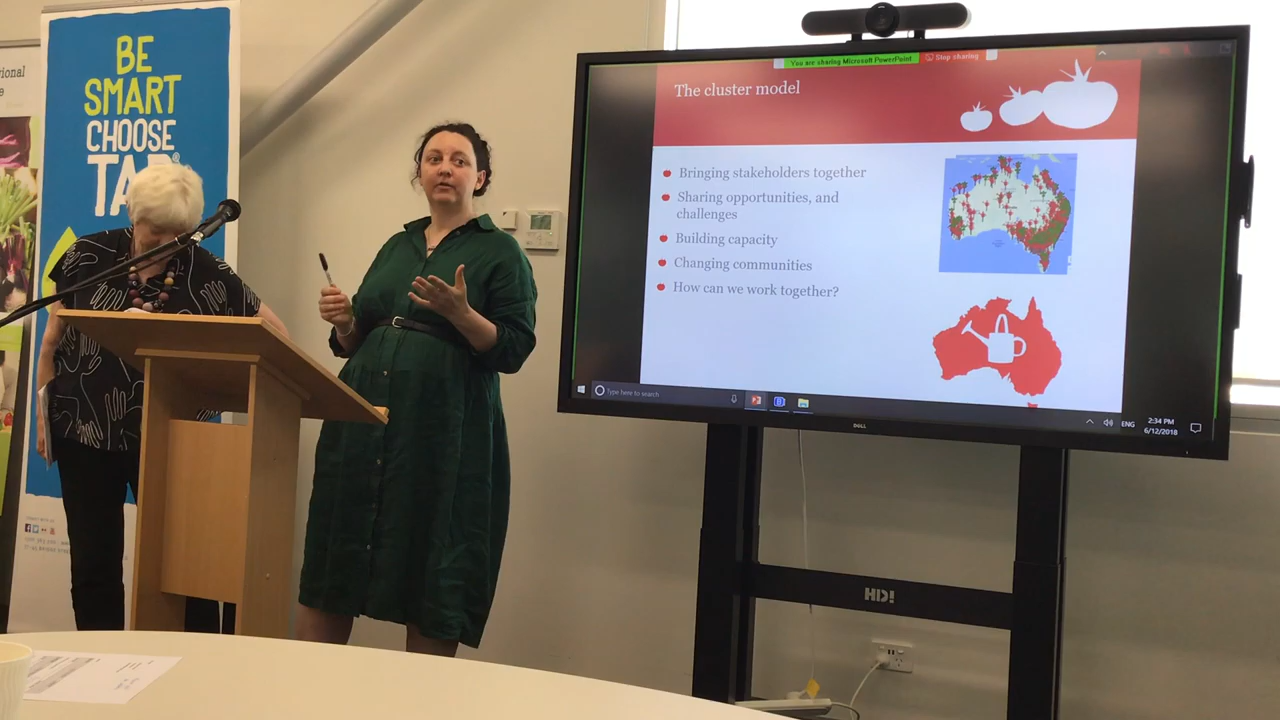 BE
SMART
CHOOSE
TA
You are sharing Microsoft PowerPoint
Stop sharing
The cluster model
Bringing stakeholders together
Sharing opportunities, and
challenges
Building capacity
Changing communities
How can we work together?
Type here to search
ENG
2:34 PM
6/12/2018
DELL
HD!